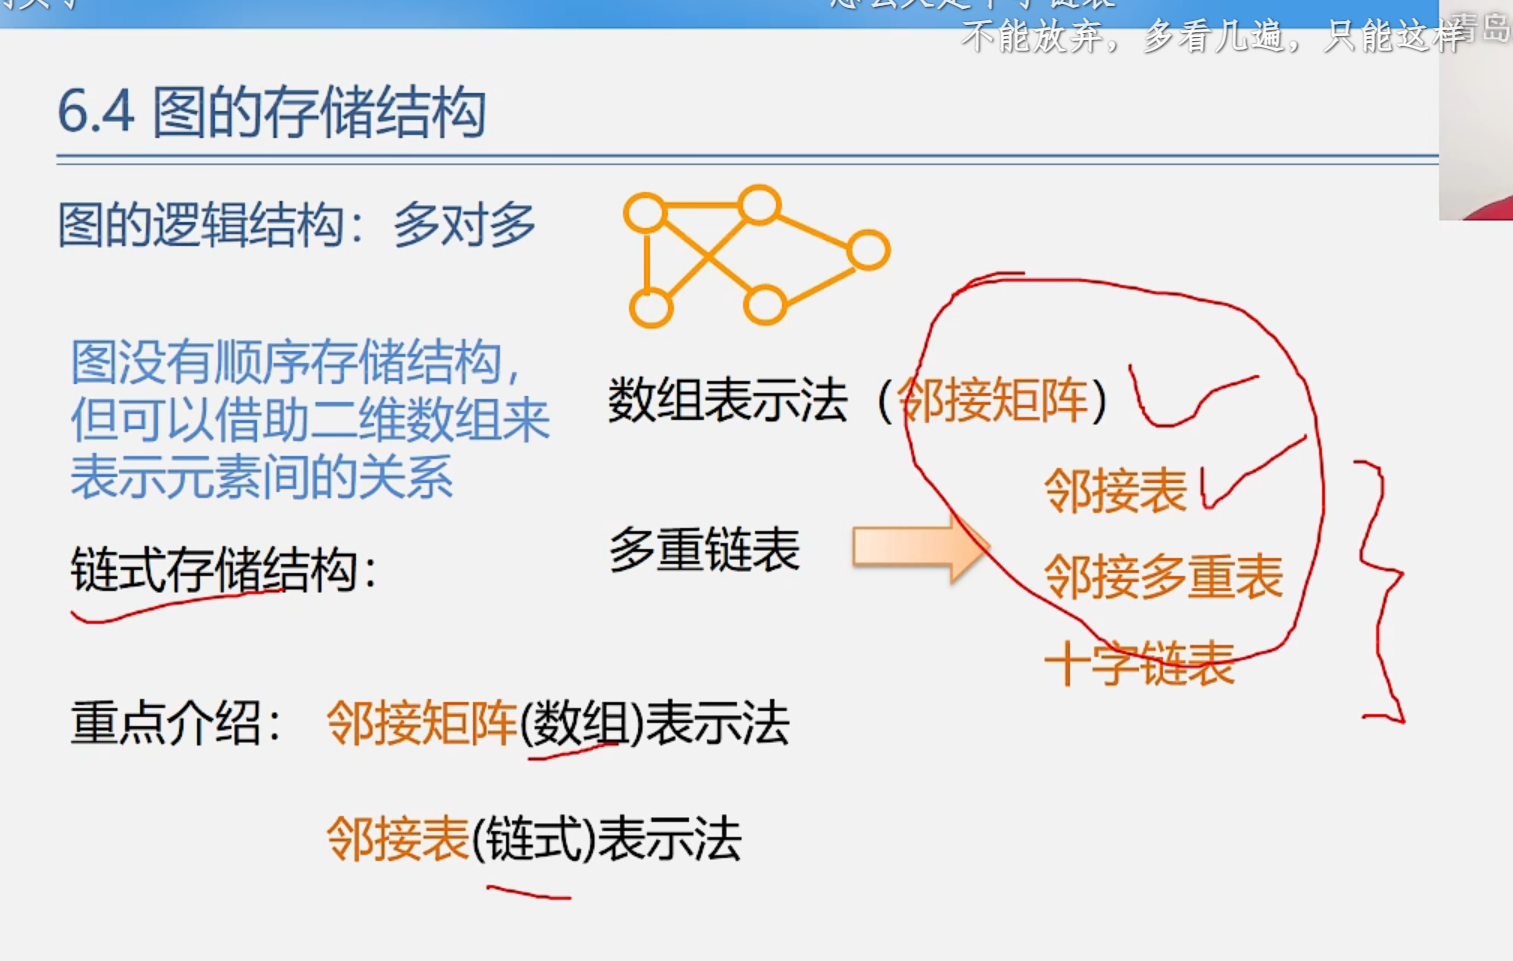 不能放弃，多看几遍，只能这样
青岛
6.4 图的存储结构
图的逻辑结构：多对多
图没有顺序存储结构，
但可以借助二维数组来
表示元素间的关系
数组表示法（邻接矩阵）
链式存储结构：
多重链表
邻接表
邻接多重表
十字链表
重点介绍：
邻接矩阵(数组)表示法
邻接表(链式)表示法